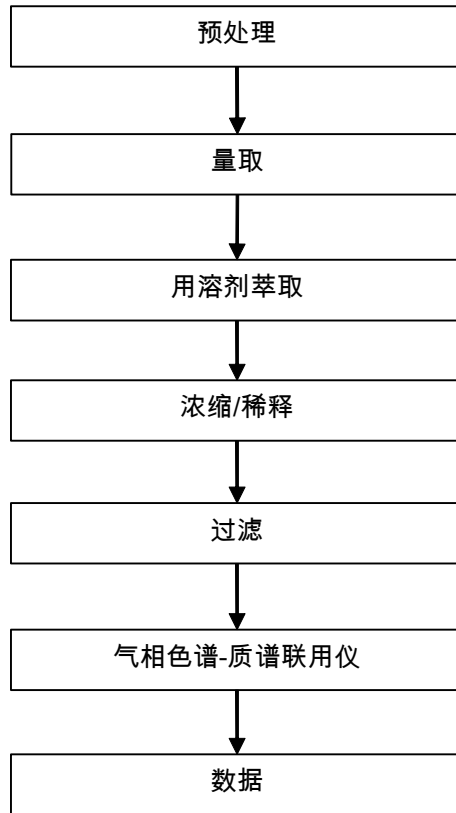 预处理
量取
用溶剂萃取
浓缩/稀释
过滤
气相色谱-质谱联用仪
数据